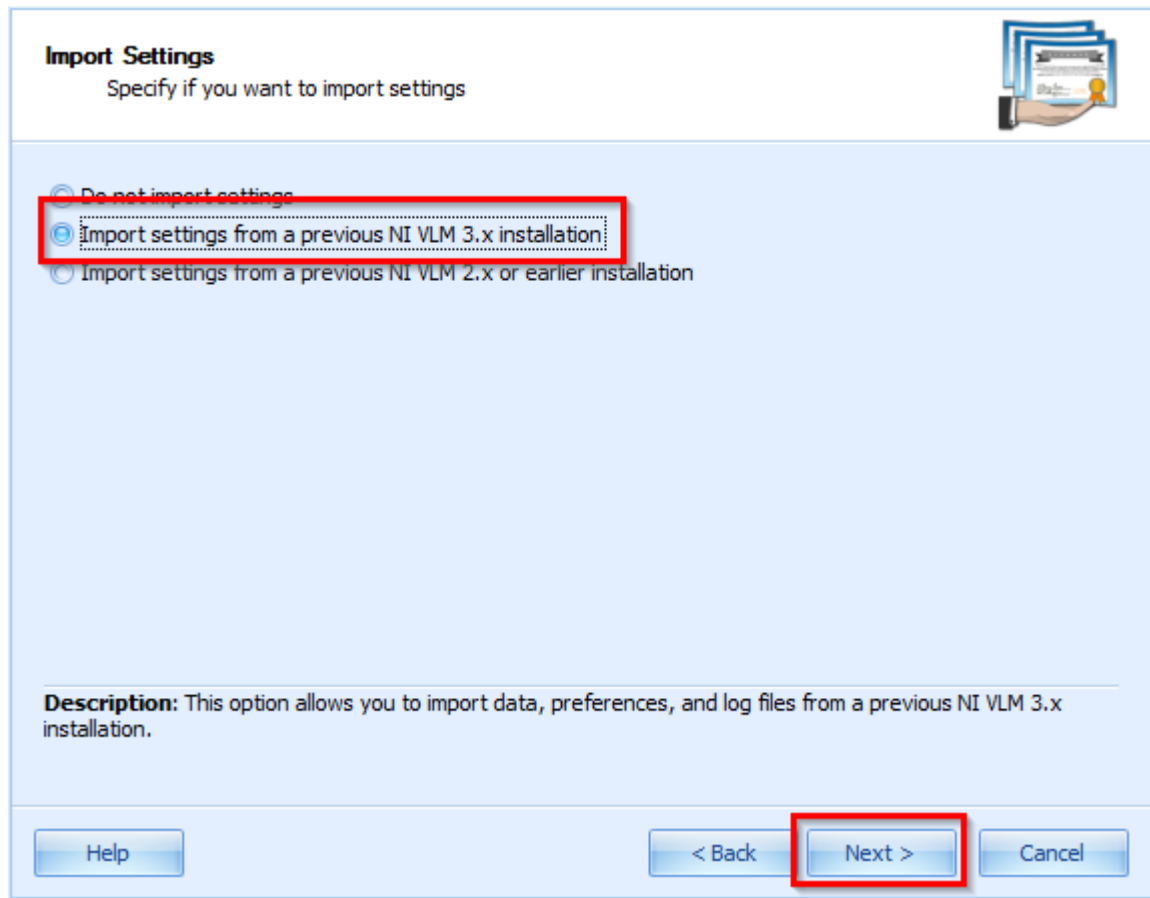 Import Settings
Specify if you want to import settings
Do not import settings
Import settings from a previous NI VLM 3.x installation
Import settings from a previous NI VLM 2.x or earlier installation
Description: This option allows you to import data, preferences, and log files from a previous NI VLM 3.x
installation.
Help
< Back
Next >
Cancel